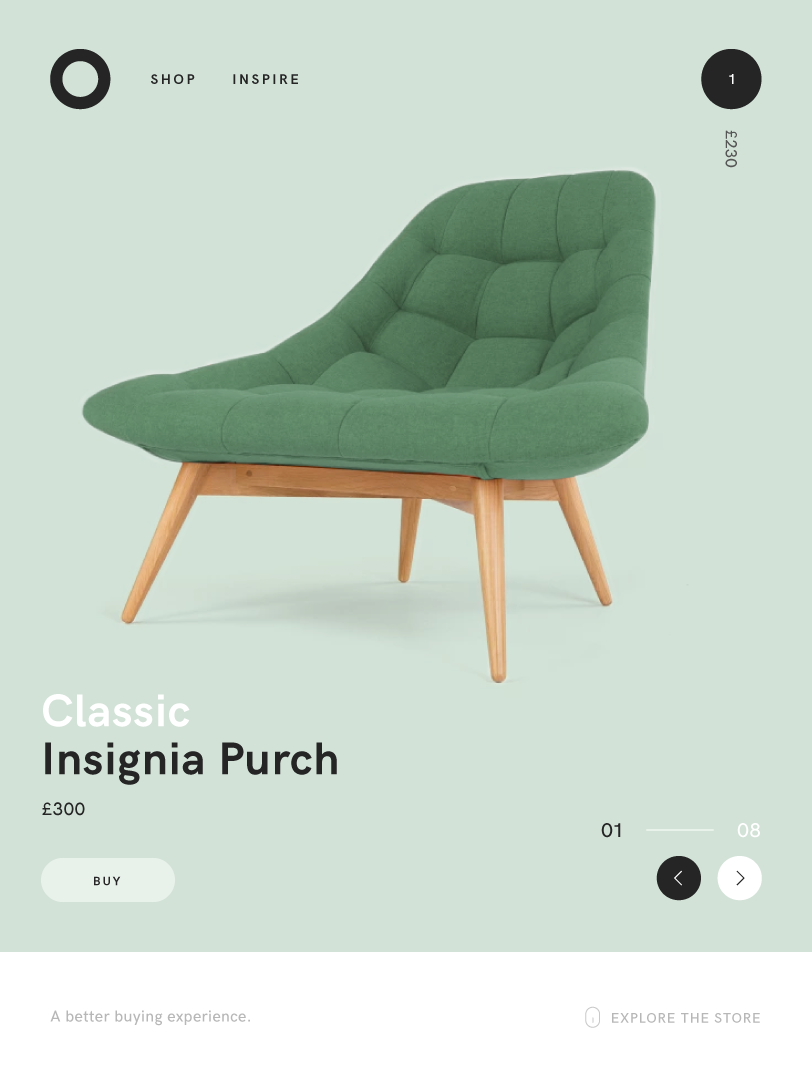 SHOP INSPIRE
1
£230
Classic
Insignia Purch
£300
01 08
BUY
A better buying experience.
EXPLORE THE STORE